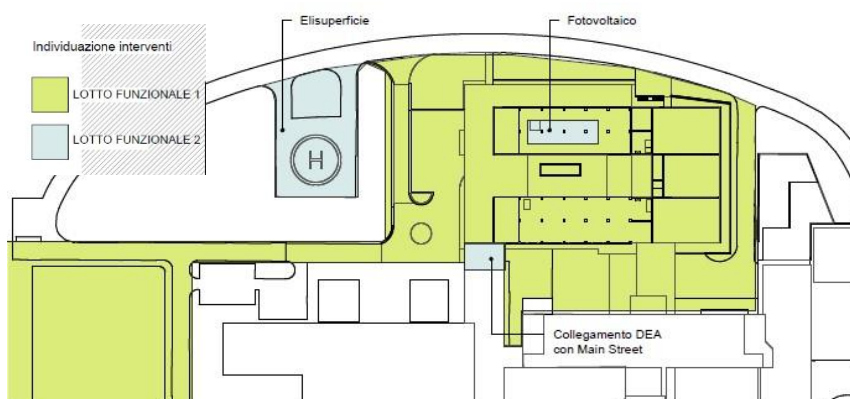 Elisuperficie
Fotovoltaico
Individuazione interventi
LOTTO FUNZIONALE 1
LOTTO FUNZIONALE 2
H
Collegamento DEA
con Main Street